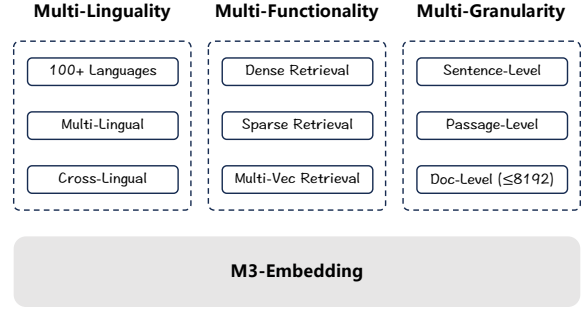 Multi-Linguality
Multi-Functionality
Multi-Granularity
100+ Languages
Dense Retrieval
Sentence-Level
Multi-Lingual
Sparse Retrieval
Passage-Level
Cross-Lingual
Multi-Vec Retrieval
Doc-Level (≤8192)
M3-Embedding